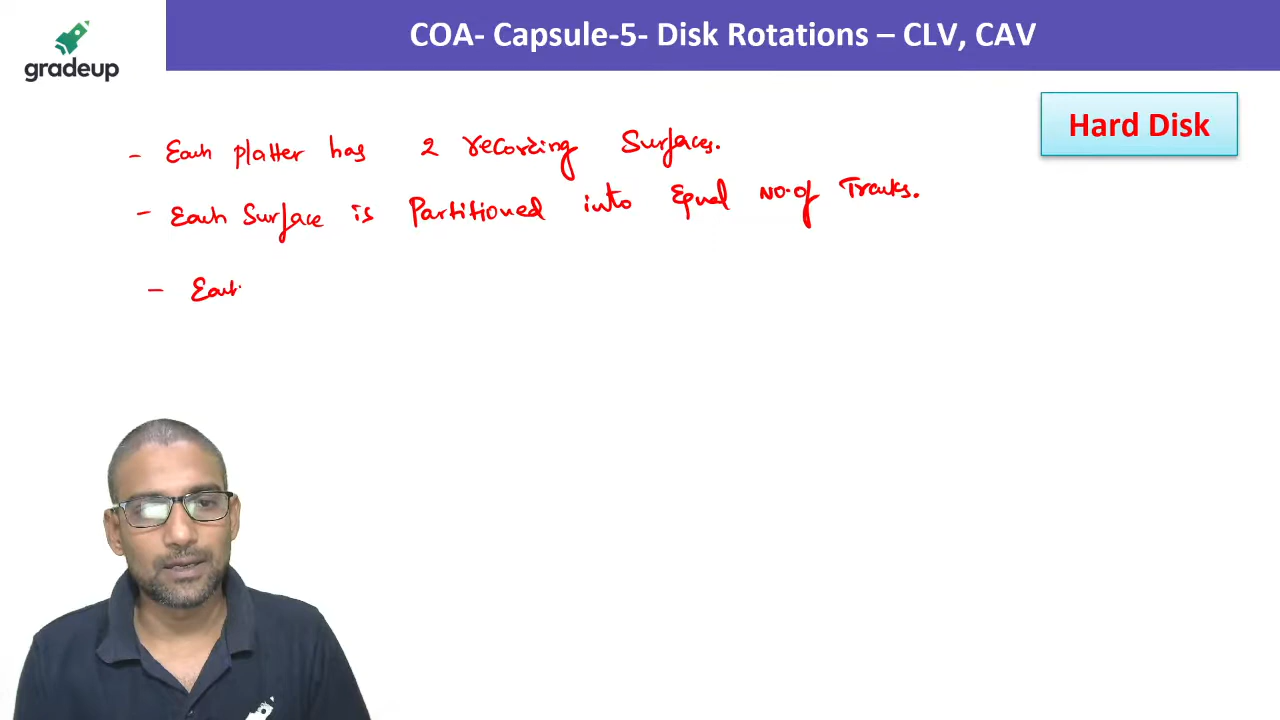 gradeup
COA- Capsule-5- Disk Rotations – CLV, CAV
Hard Disk
- Each platter has 2 recording Surfaces.
- Each Surface is Partitioned into Equal no. of Tracks.
- Each